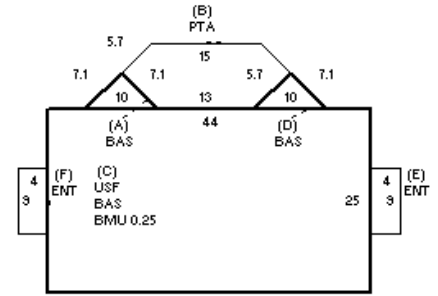 (B)
PTA
5.7
15
7.1
7.1
5.7
7.1
10
13
10
(A)
BAS
44
(D)
BAS
4
9
(F)
ENT
(C)
USF
BAS
BMU 0.25
25
4
9
(E)
ENT